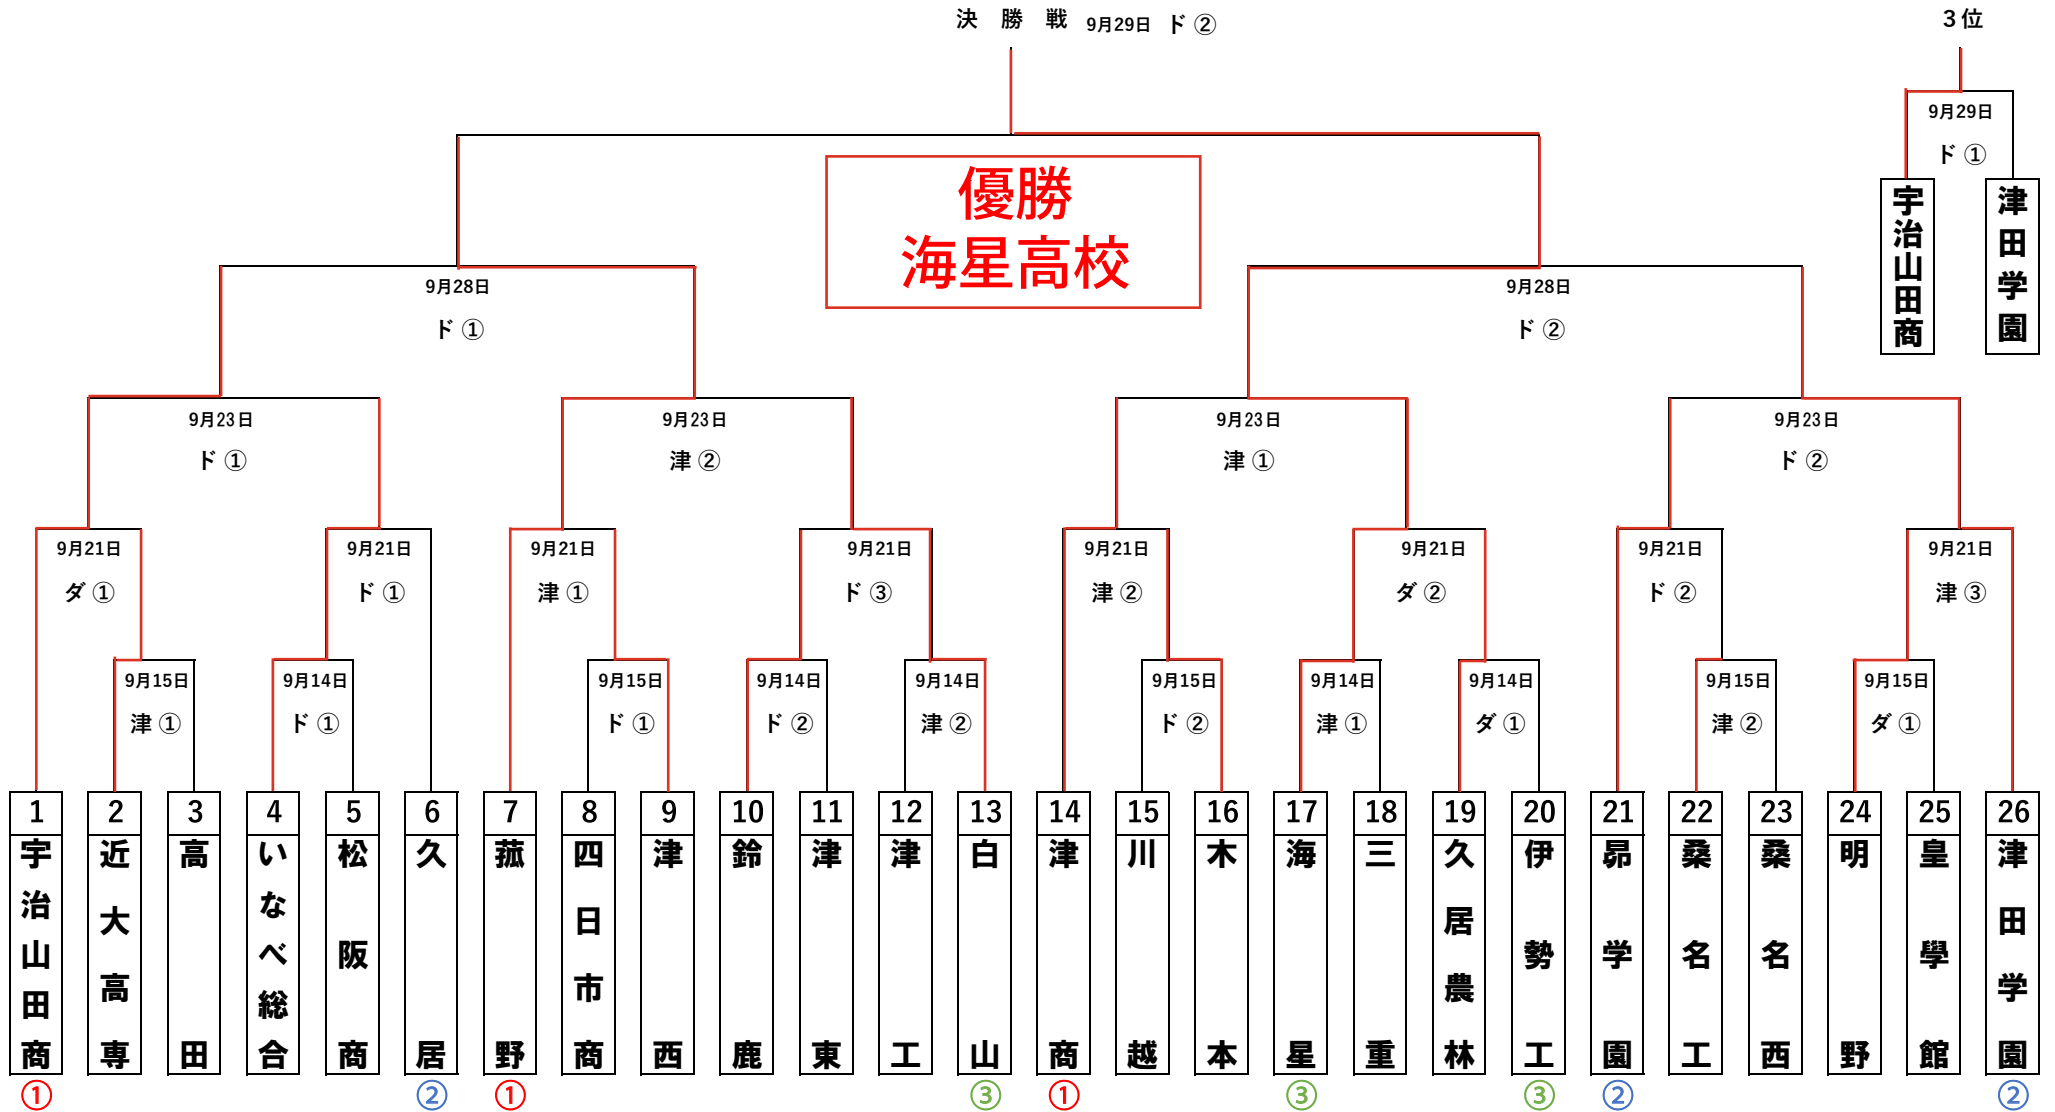 決 勝 戦 9月29日 ド②
3位
9月29日
ド①
宇治山田商
津田学園
優勝
海星高校
9月28日
ド①
9月28日
ド②
9月23日
ド①
9月23日
津②
9月23日
津①
9月23日
ド②
9月21日
ダ①
9月21日
ド①
9月21日
津①
9月21日
ド③
9月21日
津②
9月21日
ダ②
9月21日
ド②
9月21日
津③
9月15日
津①
9月14日
ド①
9月15日
ド①
9月14日
ド②
9月14日
津②
9月15日
ド②
9月14日
津①
9月14日
ダ①
9月15日
津②
9月15日
ダ①
1
宇治山田商
①
2
近大高専
3
高田
4
いなべ総合
5
松阪商
6
久居
②
7
菰野
①
8
四日市商
9
津西
10
鈴鹿
11
津東
12
津工
13
白山
③
14
津商
①
15
川越
16
木本
17
海星
③
18
三重
19
久居農林
20
伊勢工
③
21
昴学園
②
22
桑名工
23
桑名西
24
明野
25
皇學館
26
津田学園
②